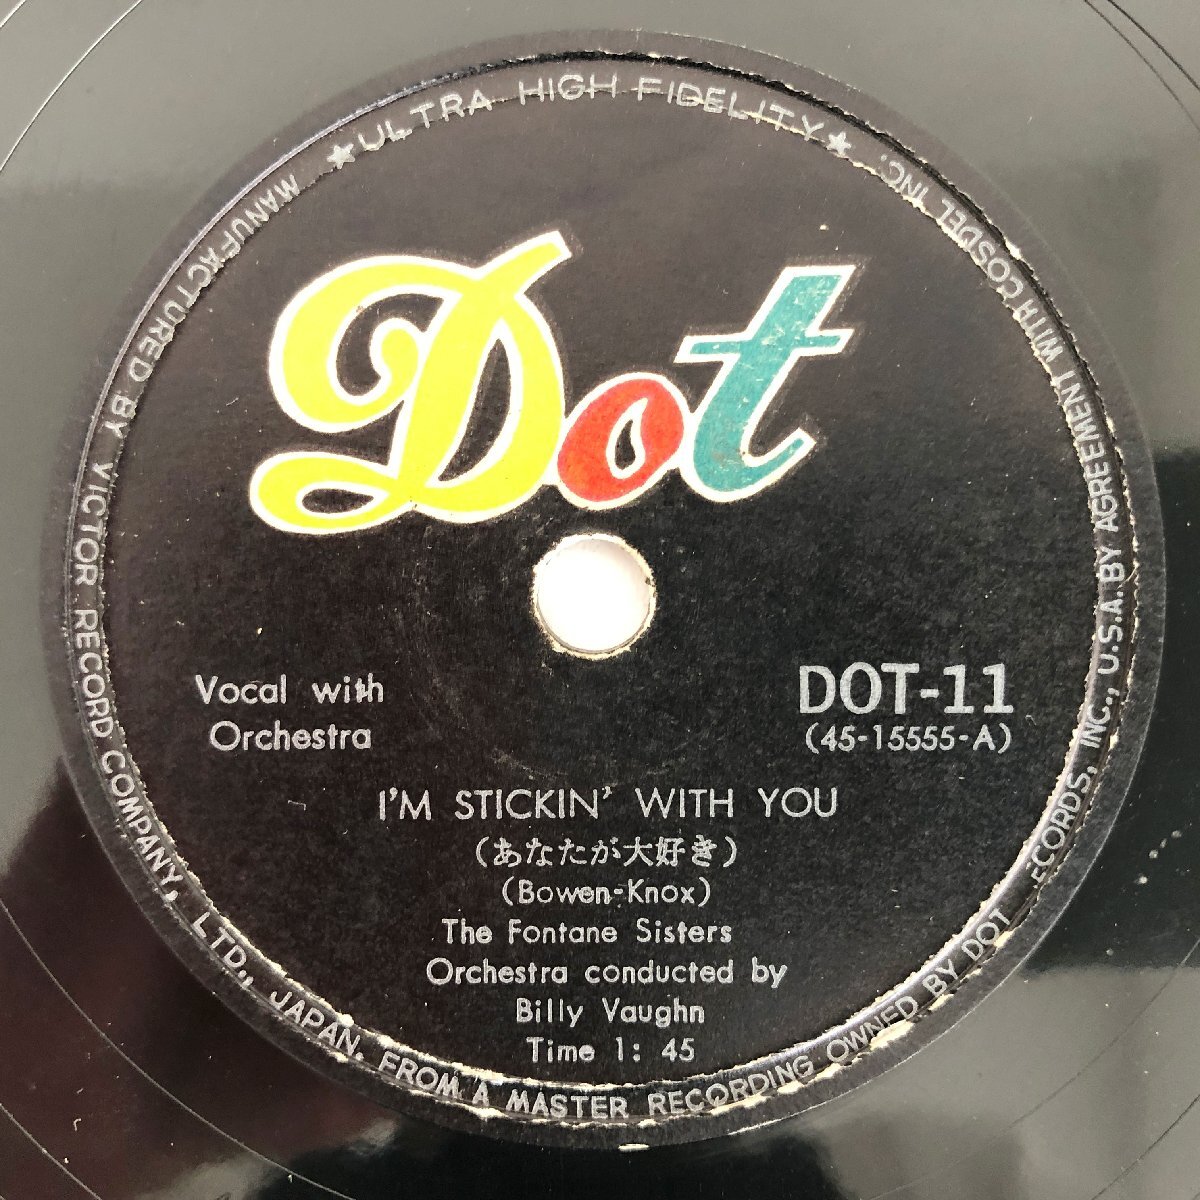 ★ULTRA HIGH FIDELITY★
Dot
Vocal with
Orchestra
DOT-11
(45-15555-A)
I'M STICKIN' WITH YOU
(あなたが大好き)
(Bowen-Knox)
The Fontane Sisters
Orchestra conducted by
Billy Vaughn
Time 1: 45
MANUFACTURED BY VICTOR RECORD COMPANY, LTD., JAPAN. FROM A MASTER RECORDING OWNED BY DOT ECORDS, INC., U.S.A. BY AGREEMENT WITH COSDEL INC.